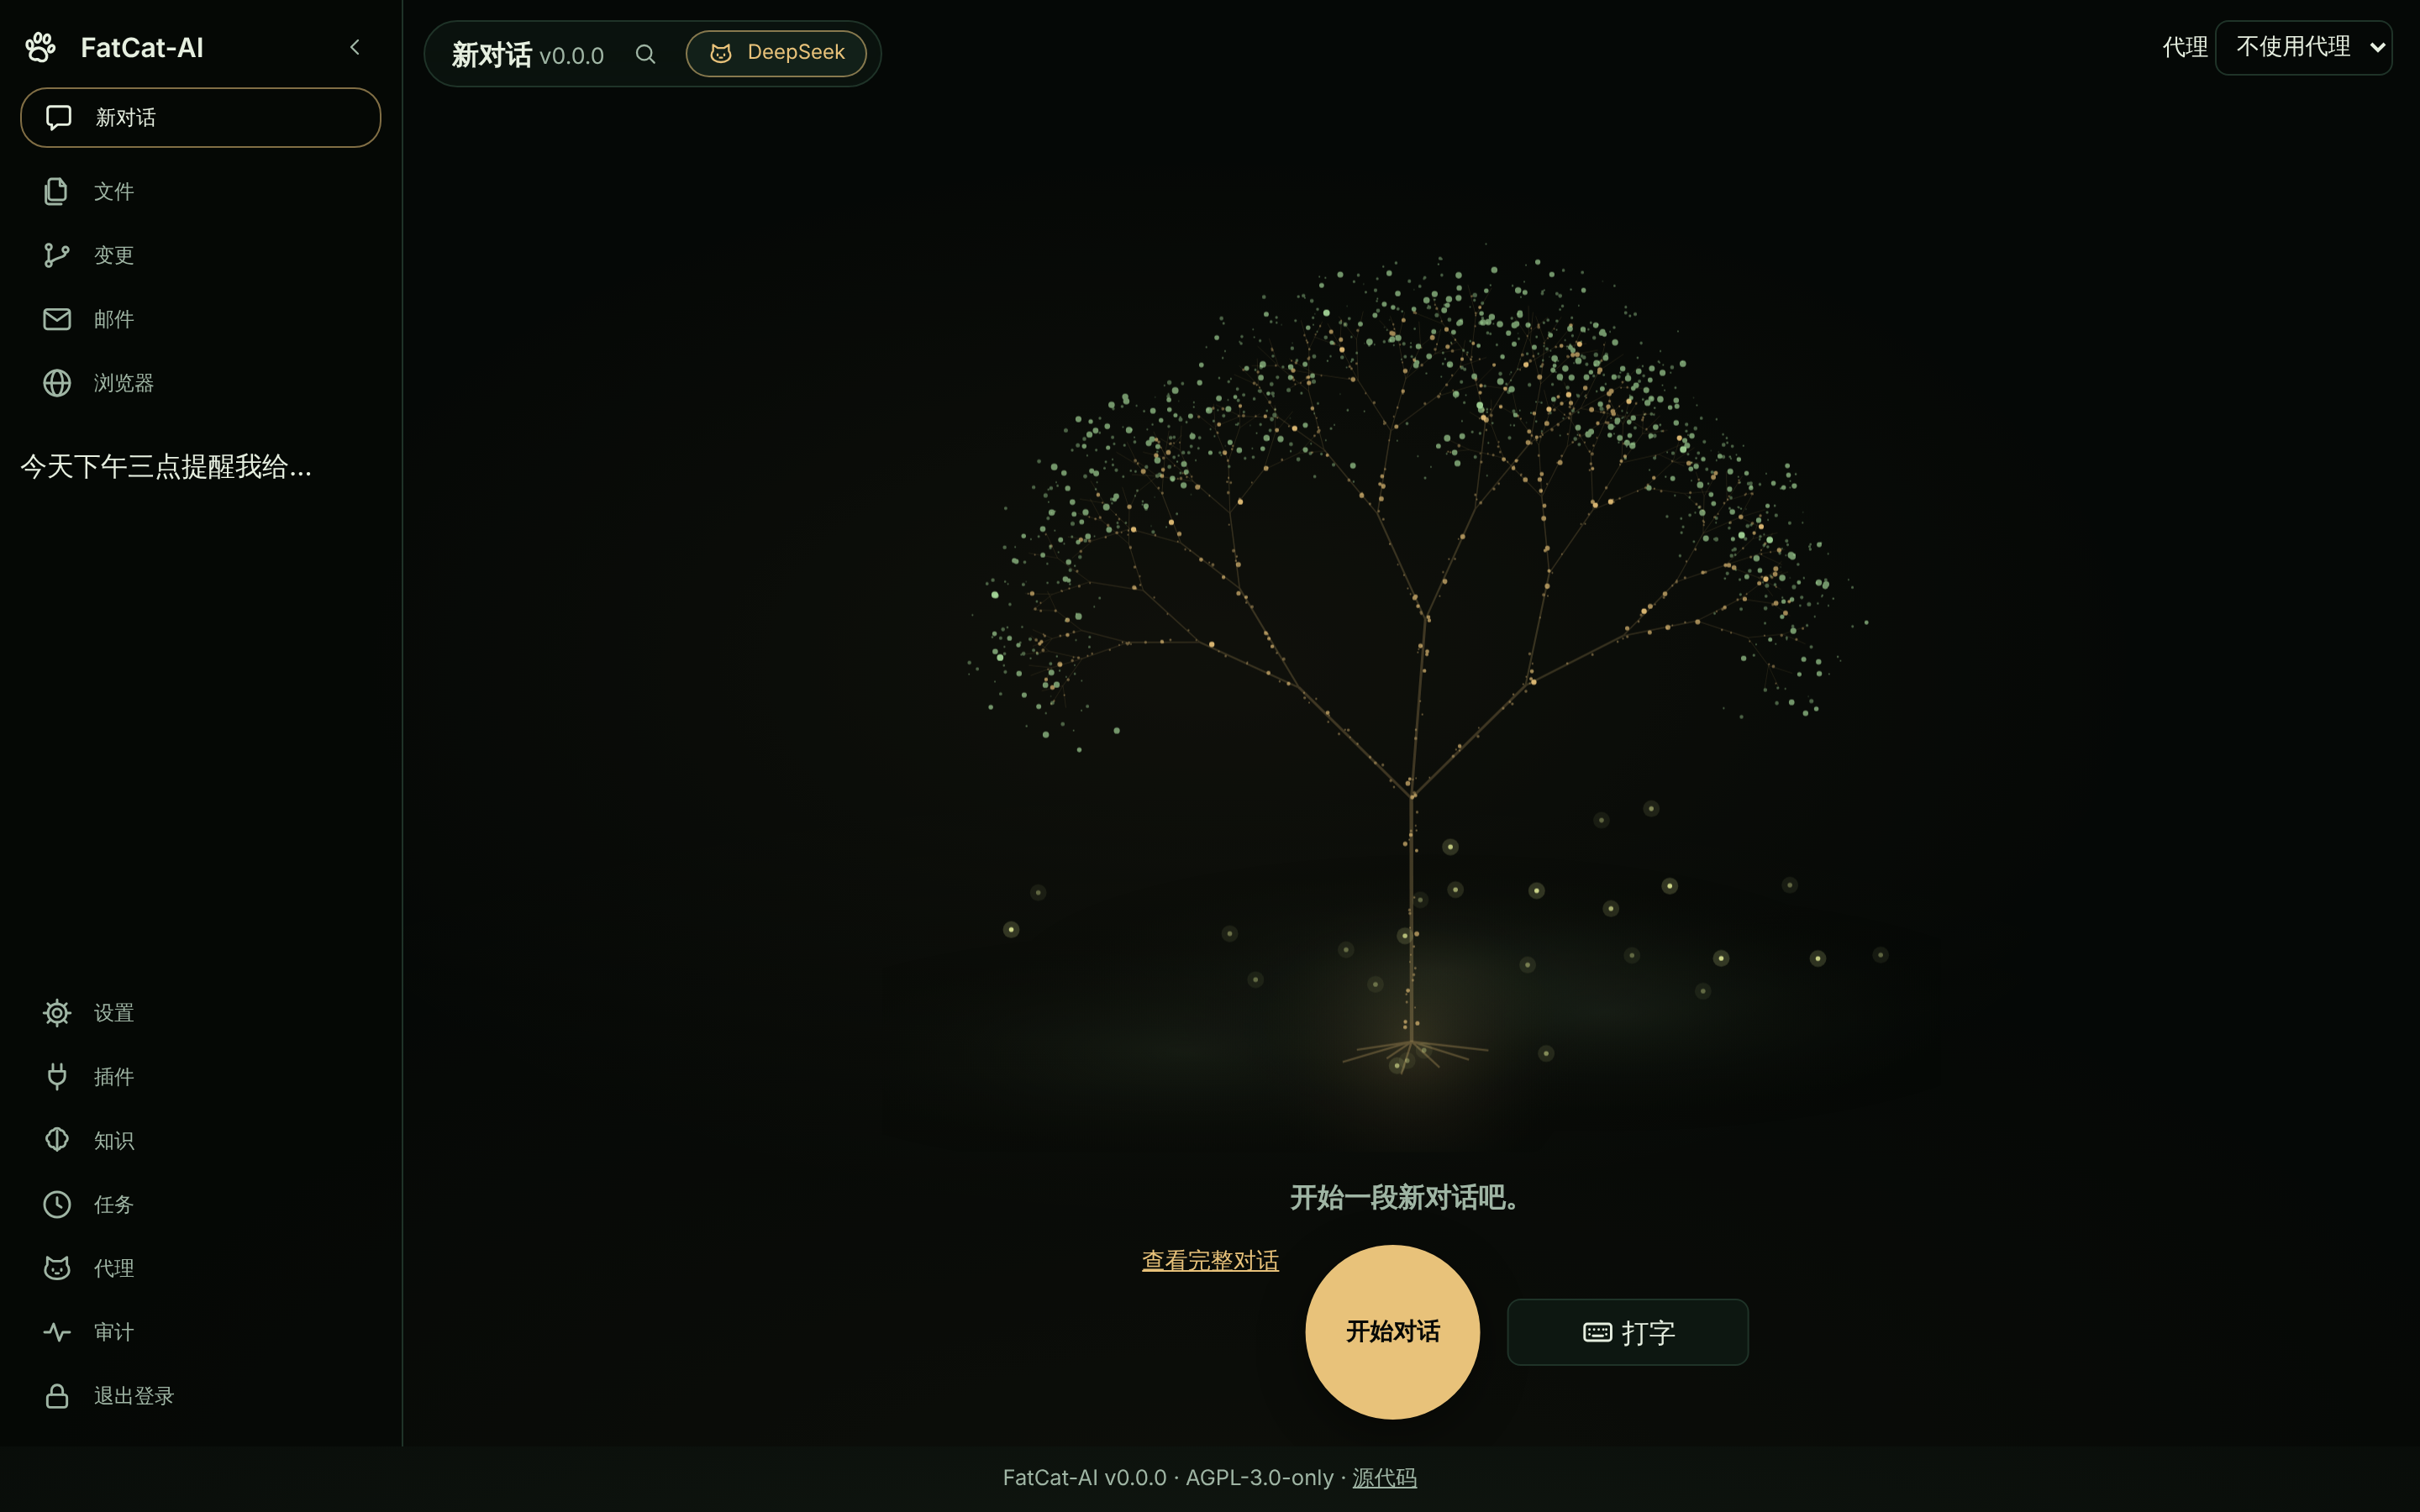 FatCat-AI
新对话
文件
变更
邮件
浏览器
今天下午三点提醒我给...
设置
插件
知识
任务
代理
审计
退出登录
新对话 v0.0.0
DeepSeek
代理 不使用代理
开始一段新对话吧。
查看完整对话
开始对话
打字
FatCat-AI v0.0.0 · AGPL-3.0-only · 源代码